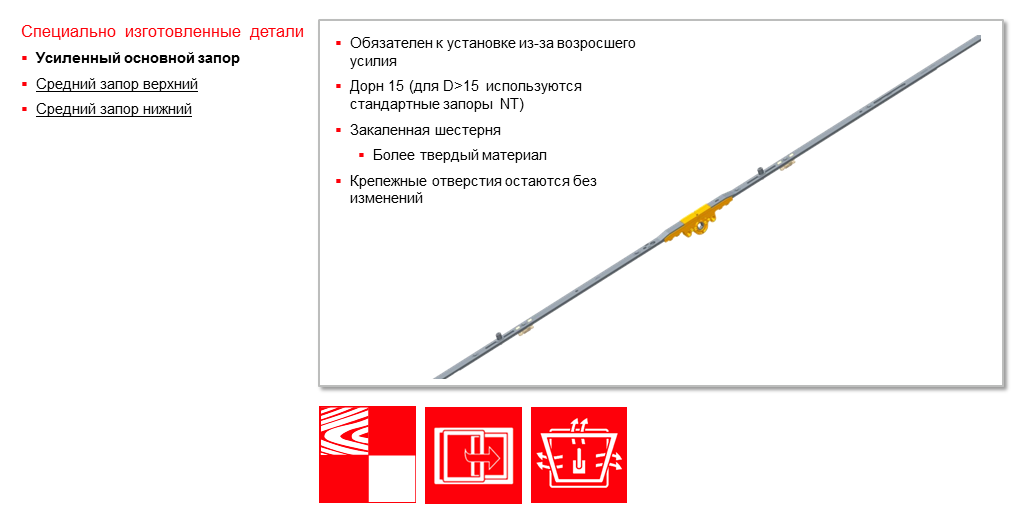 Специально изготовленные детали
Усиленный основной запор
Средний запор верхний
Средний запор нижний
Обязателен к установке из-за возросшего
усилия
Дорн 15 (для D>15 используются
стандартные запоры NT)
Закаленная шестерня
Более твердый материал
Крепежные отверстия остаются без
изменений